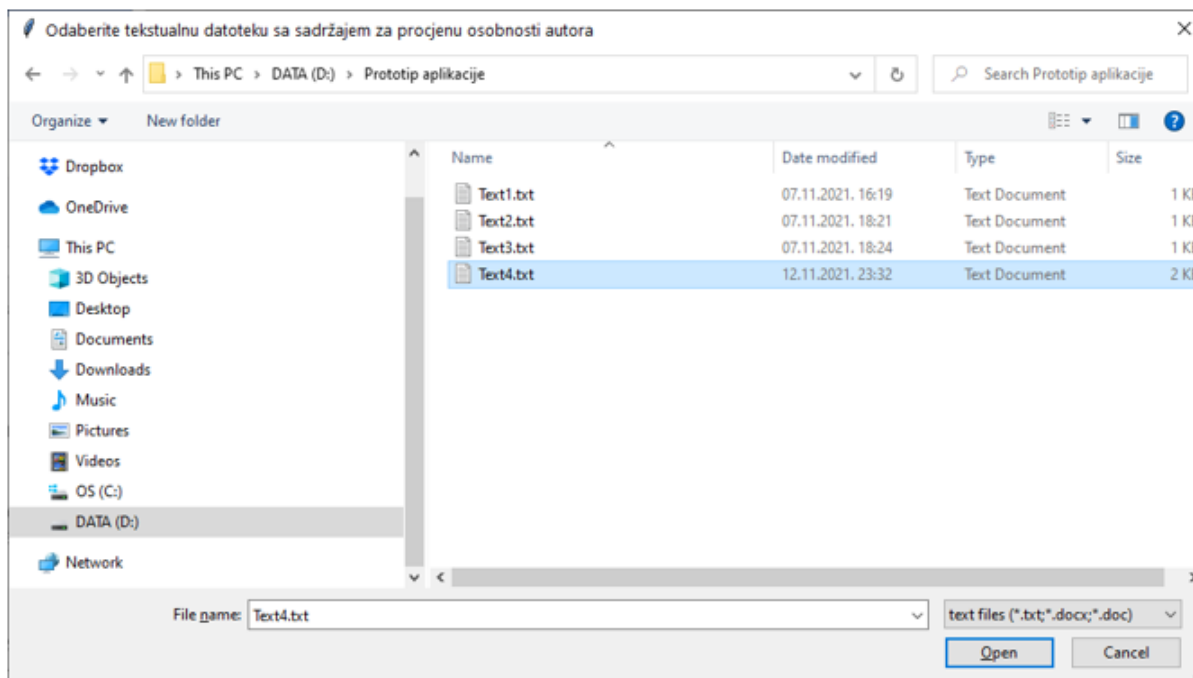 Odaberite tekstualnu datoteku sa sadržajem za procjenu osobnosti autora
This PC > DATA (D:) > Prototip aplikacije
Search Prototip aplikacije
Organize New folder
Name Date modified Type Size
Dropbox
OneDrive
This PC
3D Objects
Desktop
Documents
Downloads
Music
Pictures
Videos
OS (C:)
DATA (D:)
Network
Text1.txt 07.11.2021. 16:19 Text Document 1
Text2.txt 07.11.2021. 18:21 Text Document 1
Text3.txt 07.11.2021. 18:24 Text Document 1
Text4.txt 12.11.2021. 23:32 Text Document 2
File name: Text4.txt text files (*.txt;*.docx;*.doc)
Open Cancel